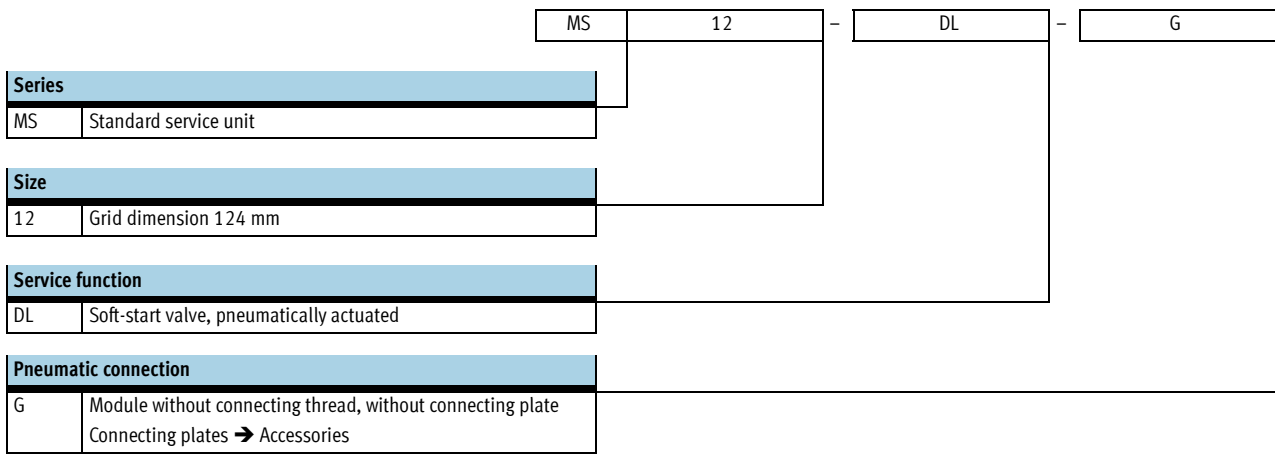 MS 12 – DL – G
Series
MS Standard service unit
Size
12 Grid dimension 124 mm
Service function
DL Soft-start valve, pneumatically actuated
Pneumatic connection
G Module without connecting thread, without connecting plate
Connecting plates ➔ Accessories